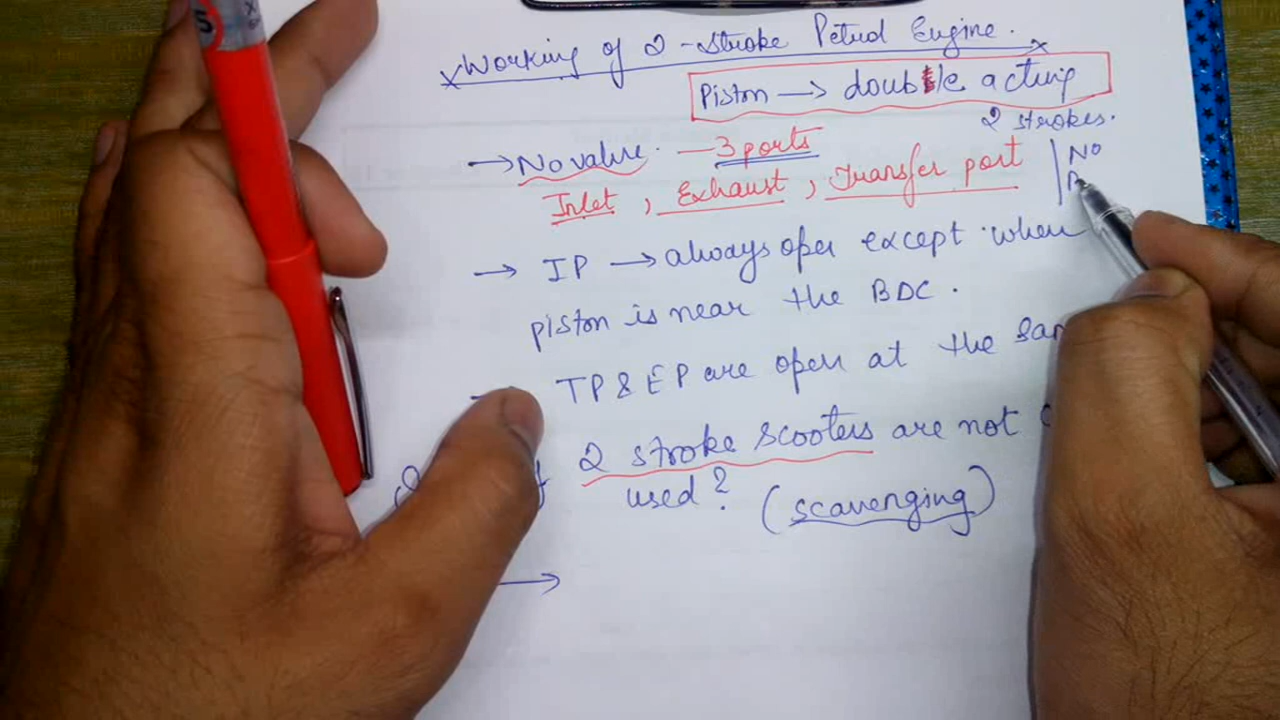 Working of 2-Stroke Petrol Engine.
Piston → double acting
2 strokes.
→ No valve. — 3 ports
Inlet, Exhaust, Transfer port
No
→ IP → always open except when
piston is near the BDC.
TP & EP are open at the
2 stroke scooters are not
used? (scavenging)
→